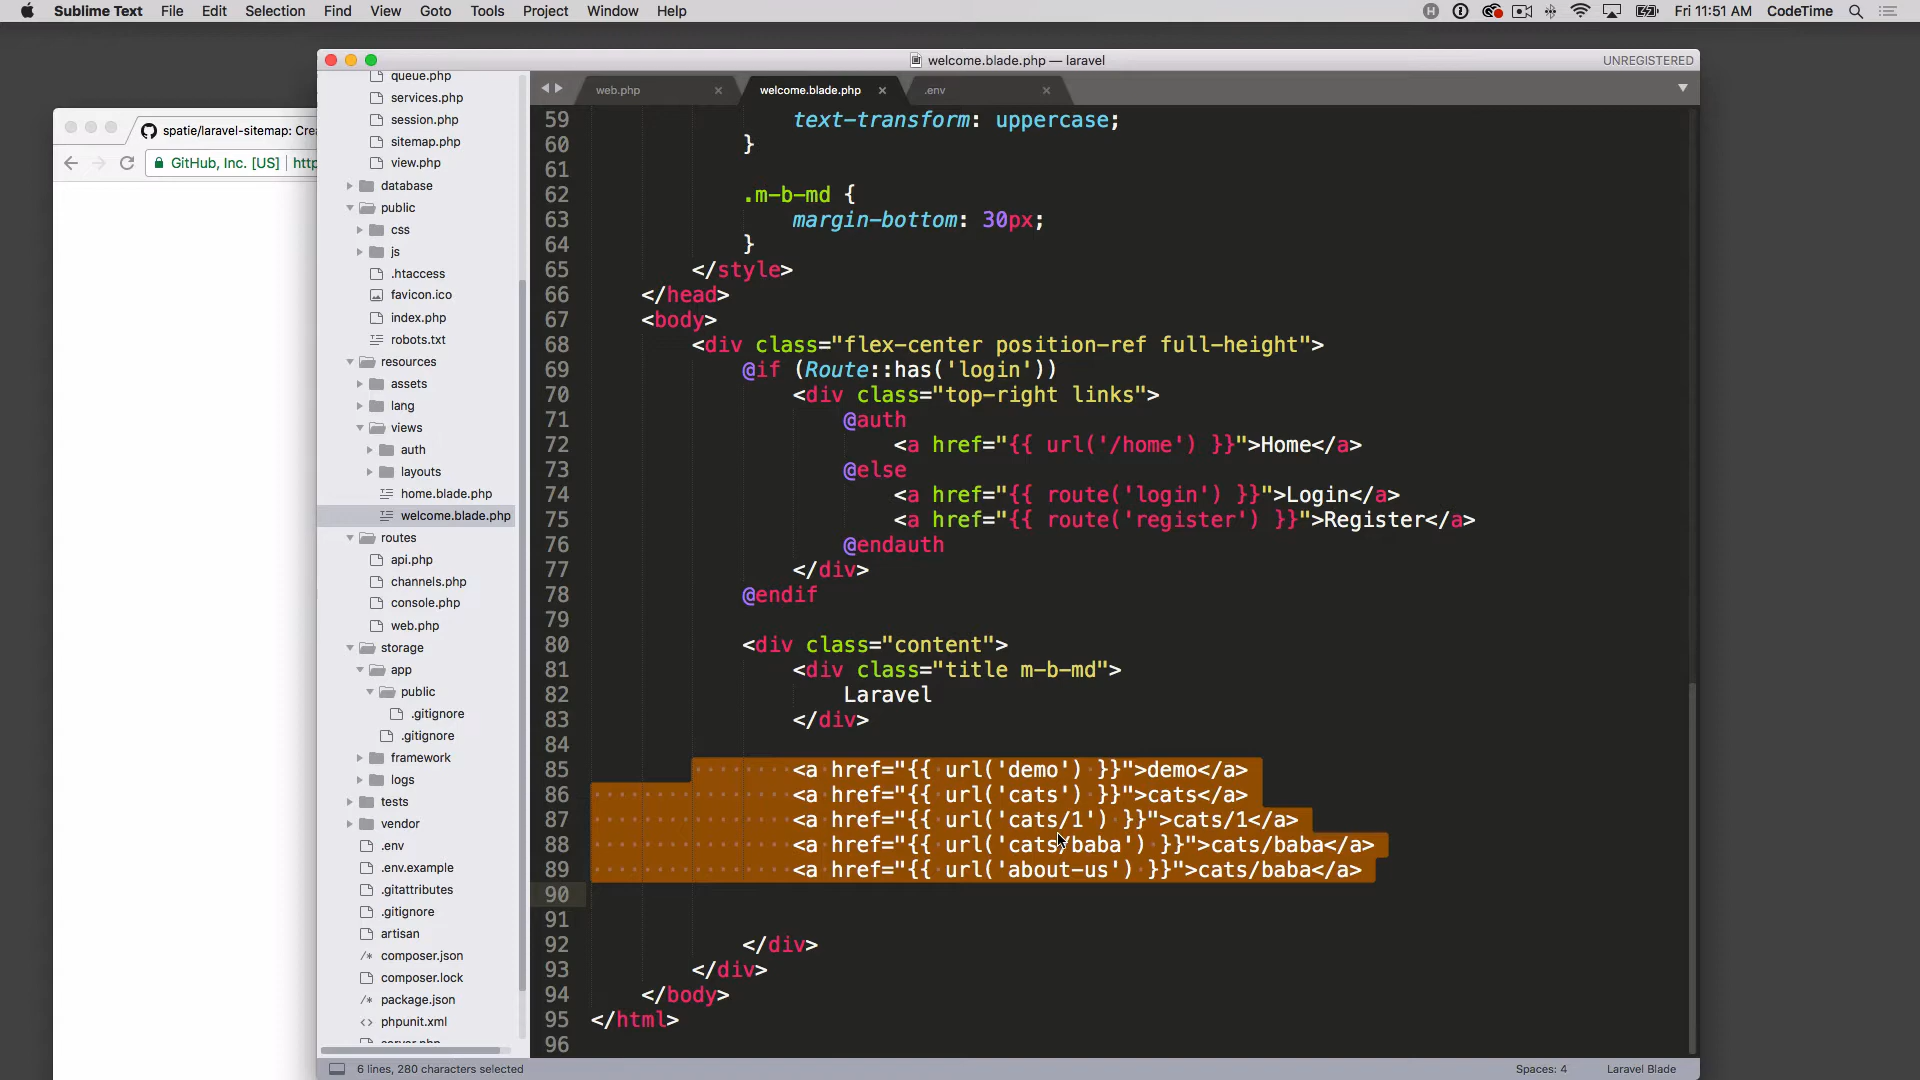 Sublime Text File Edit Selection Find View Goto Tools Project Window Help
Fri 11:51 AM CodeTime
welcome.blade.php — laravel
UNREGISTERED
spatie/laravel-sitemap: Cre
GitHub, Inc. [US] | http
queue.php
services.php
session.php
sitemap.php
view.php
database
public
css
js
.htaccess
favicon.ico
index.php
robots.txt
resources
assets
lang
views
auth
layouts
home.blade.php
welcome.blade.php
routes
api.php
channels.php
console.php
web.php
storage
app
public
.gitignore
.gitignore
framework
logs
tests
vendor
.env
.env.example
.gitattributes
.gitignore
artisan
composer.json
composer.lock
package.json
phpunit.xml
server.php
web.php
welcome.blade.php
.env
59 text-transform: uppercase;
60 }
61
62 .m-b-md {
63 margin-bottom: 30px;
64 }
65 </style>
66 </head>
67 <body>
68 <div class="flex-center position-ref full-height">
69 @if (Route::has('login'))
70 <div class="top-right links">
71 @auth
72 <a href="{{ url('/home') }}">Home</a>
73 @else
74 <a href="{{ route('login') }}">Login</a>
75 <a href="{{ route('register') }}">Register</a>
76 @endauth
77 </div>
78 @endif
79
80 <div class="content">
81 <div class="title m-b-md">
82 Laravel
83 </div>
84
85 <a href="{{ url('demo') }}">demo</a>
86 <a href="{{ url('cats') }}">cats</a>
87 <a href="{{ url('cats/1') }}">cats/1</a>
88 <a href="{{ url('cats/baba') }}">cats/baba</a>
89 <a href="{{ url('about-us') }}">cats/baba</a>
90
91
92 </div>
93 </div>
94 </body>
95 </html>
96
6 lines, 280 characters selected
Spaces: 4
Laravel Blade